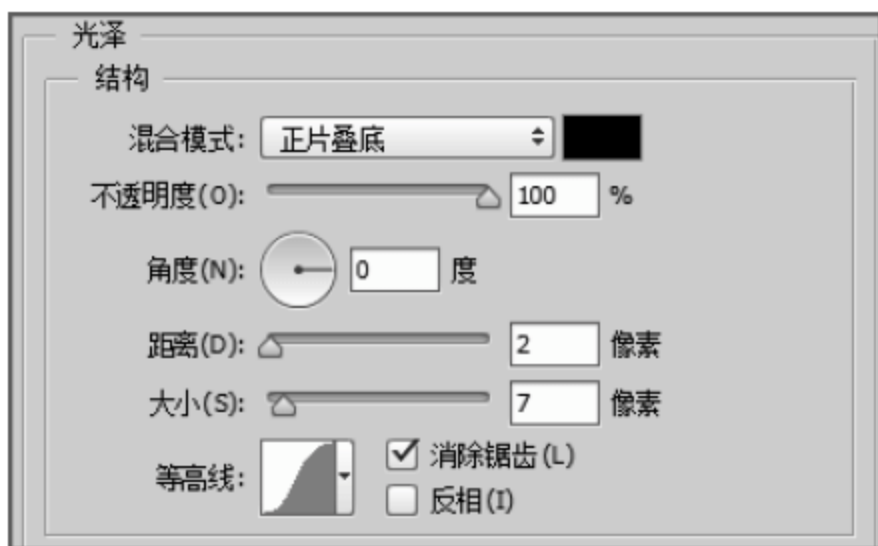 光泽
结构
混合模式: 正片叠底
不透明度(O): 100 %
角度(N): 0 度
距离(D): 2 像素
大小(S): 7 像素
等高线: 消除锯齿(L)
反相(I)